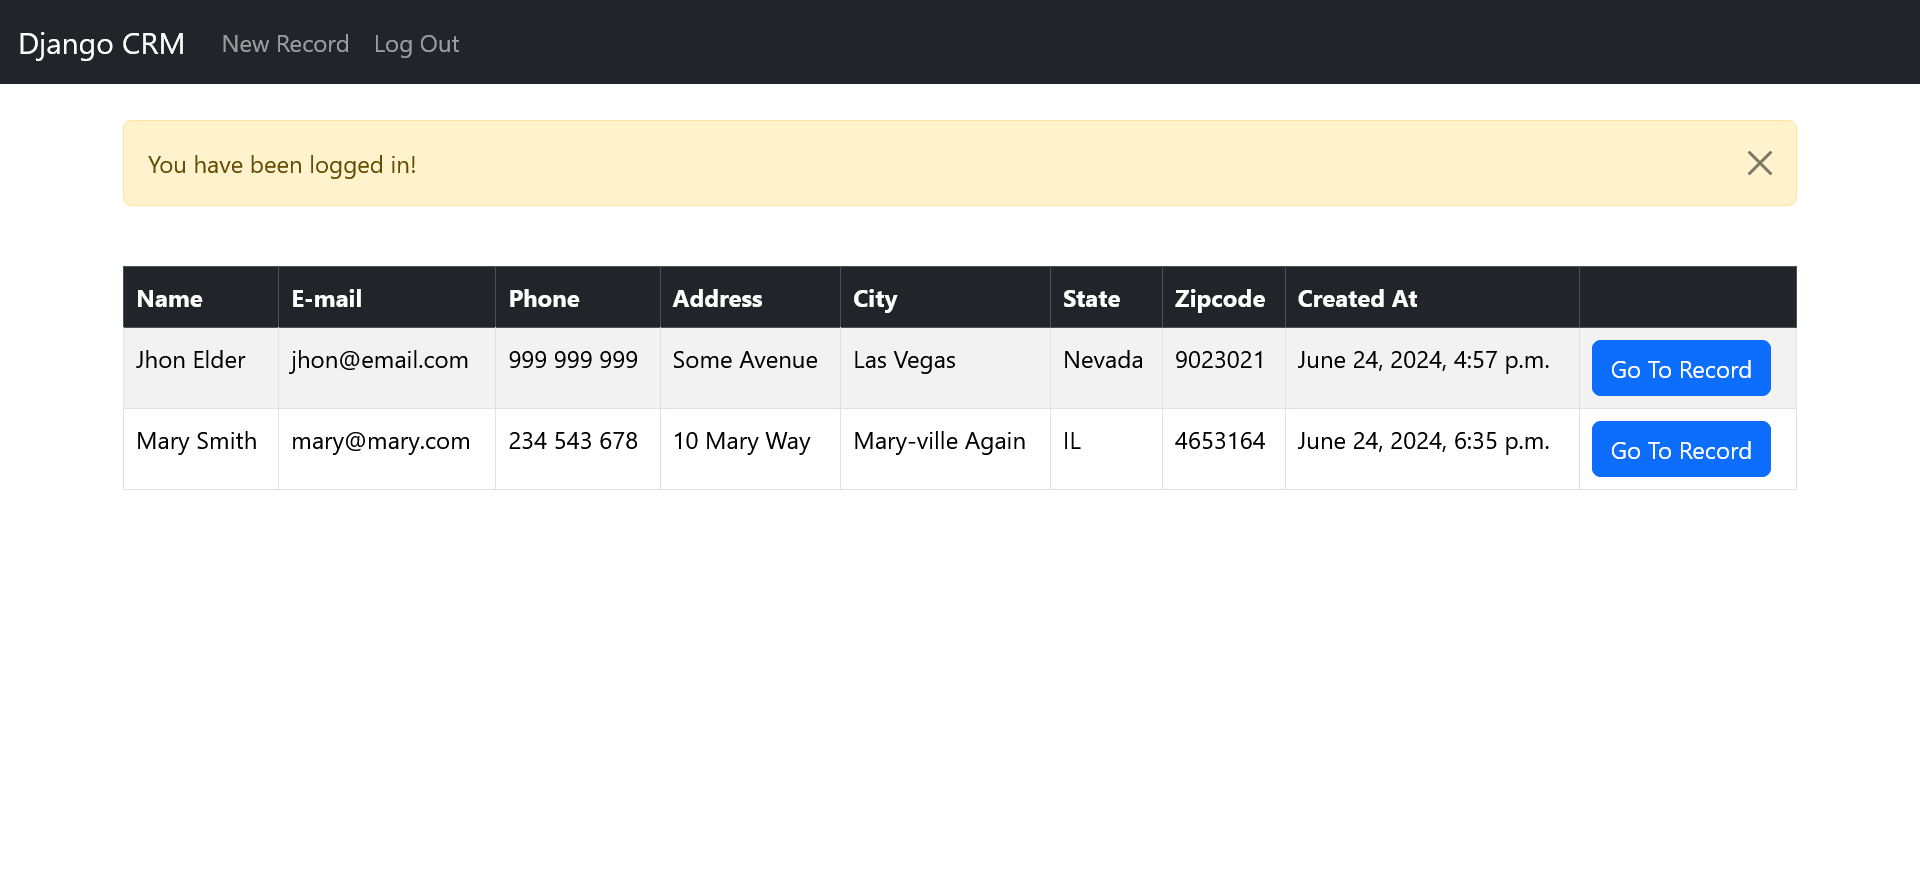 Django CRM New Record Log Out
You have been logged in!
Name E-mail Phone Address City State Zipcode Created At
Jhon Elder jhon@email.com 999 999 999 Some Avenue Las Vegas Nevada 9023021 June 24, 2024, 4:57 p.m. Go To Record
Mary Smith mary@mary.com 234 543 678 10 Mary Way Mary-ville Again IL 4653164 June 24, 2024, 6:35 p.m. Go To Record